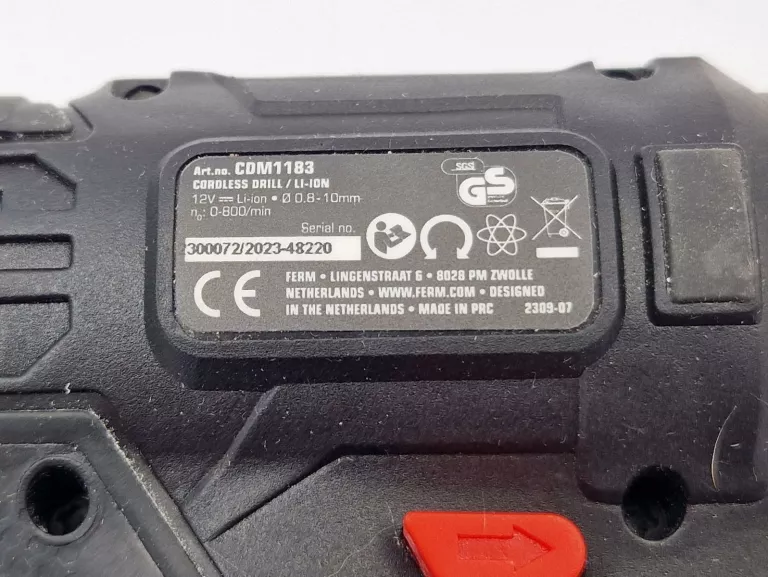 Art.no. CDM1183
CORDLESS DRILL / LI-ION
12V ⎓ Li-ion • Ø 0.8-10mm
n₀: 0-800/min
Serial no.
300072/2023-48220
SGS
GS
CE
FERM • LINGENSTRAAT 6 • 8028 PM ZWOLLE
NETHERLANDS • WWW.FERM.COM • DESIGNED
IN THE NETHERLANDS • MADE IN PRC 2309-07